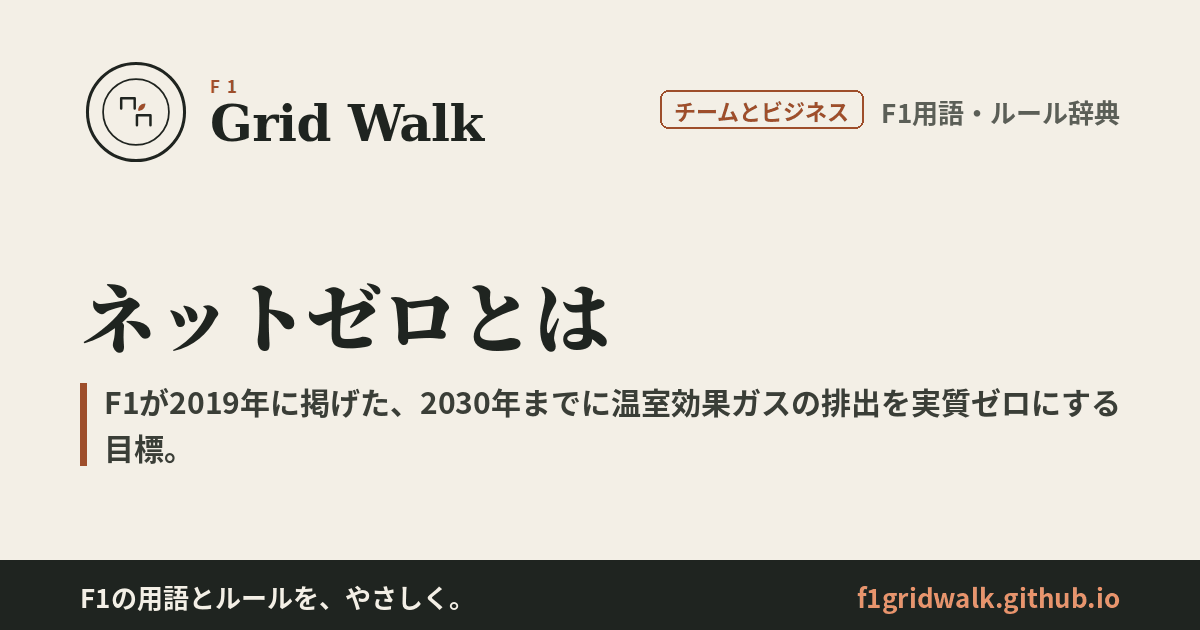 F1
Grid Walk
チームとビジネス
F1用語・ルール辞典
ネットゼロとは
F1が2019年に掲げた、2030年までに温室効果ガスの排出を実質ゼロにする
目標。
F1の用語とルールを、やさしく。
f1gridwalk.github.io